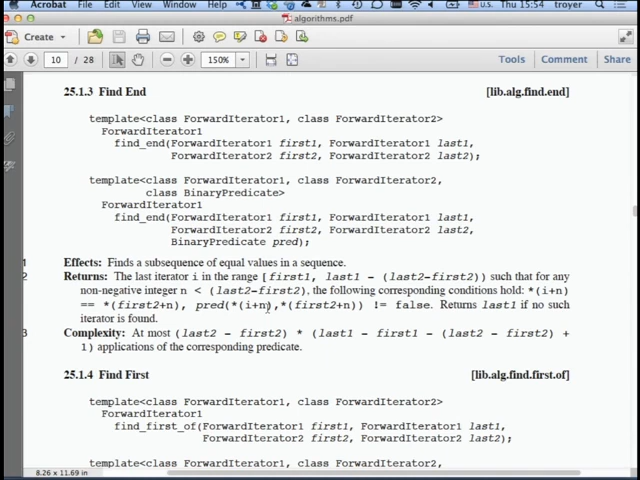 Acrobat File Edit View Window Help U.S. Thu 15:54 troyer
algorithms.pdf
Create
10 / 28 150% Tools Comment Share
25.1.3 Find End [lib.alg.find.end]
template<class ForwardIterator1, class ForwardIterator2>
ForwardIterator1
find_end(ForwardIterator1 first1, ForwardIterator1 last1,
ForwardIterator2 first2, ForwardIterator2 last2);
template<class ForwardIterator1, class ForwardIterator2,
class BinaryPredicate>
ForwardIterator1
find_end(ForwardIterator1 first1, ForwardIterator1 last1,
ForwardIterator2 first2, ForwardIterator2 last2,
BinaryPredicate pred);
1 Effects: Finds a subsequence of equal values in a sequence.
2 Returns: The last iterator i in the range [first1, last1 - (last2-first2)) such that for any
non-negative integer n < (last2-first2), the following corresponding conditions hold: *(i+n)
== *(first2+n), pred(*(i+n),*(first2+n)) != false. Returns last1 if no such
iterator is found.
3 Complexity: At most (last2 - first2) * (last1 - first1 - (last2 - first2) +
1) applications of the corresponding predicate.
25.1.4 Find First [lib.alg.find.first.of]
template<class ForwardIterator1, class ForwardIterator2>
ForwardIterator1
find_first_of(ForwardIterator1 first1, ForwardIterator1 last1,
ForwardIterator2 first2, ForwardIterator2 last2);
template<class ForwardIterator1, class ForwardIterator2,
8.26 x 11.69 in